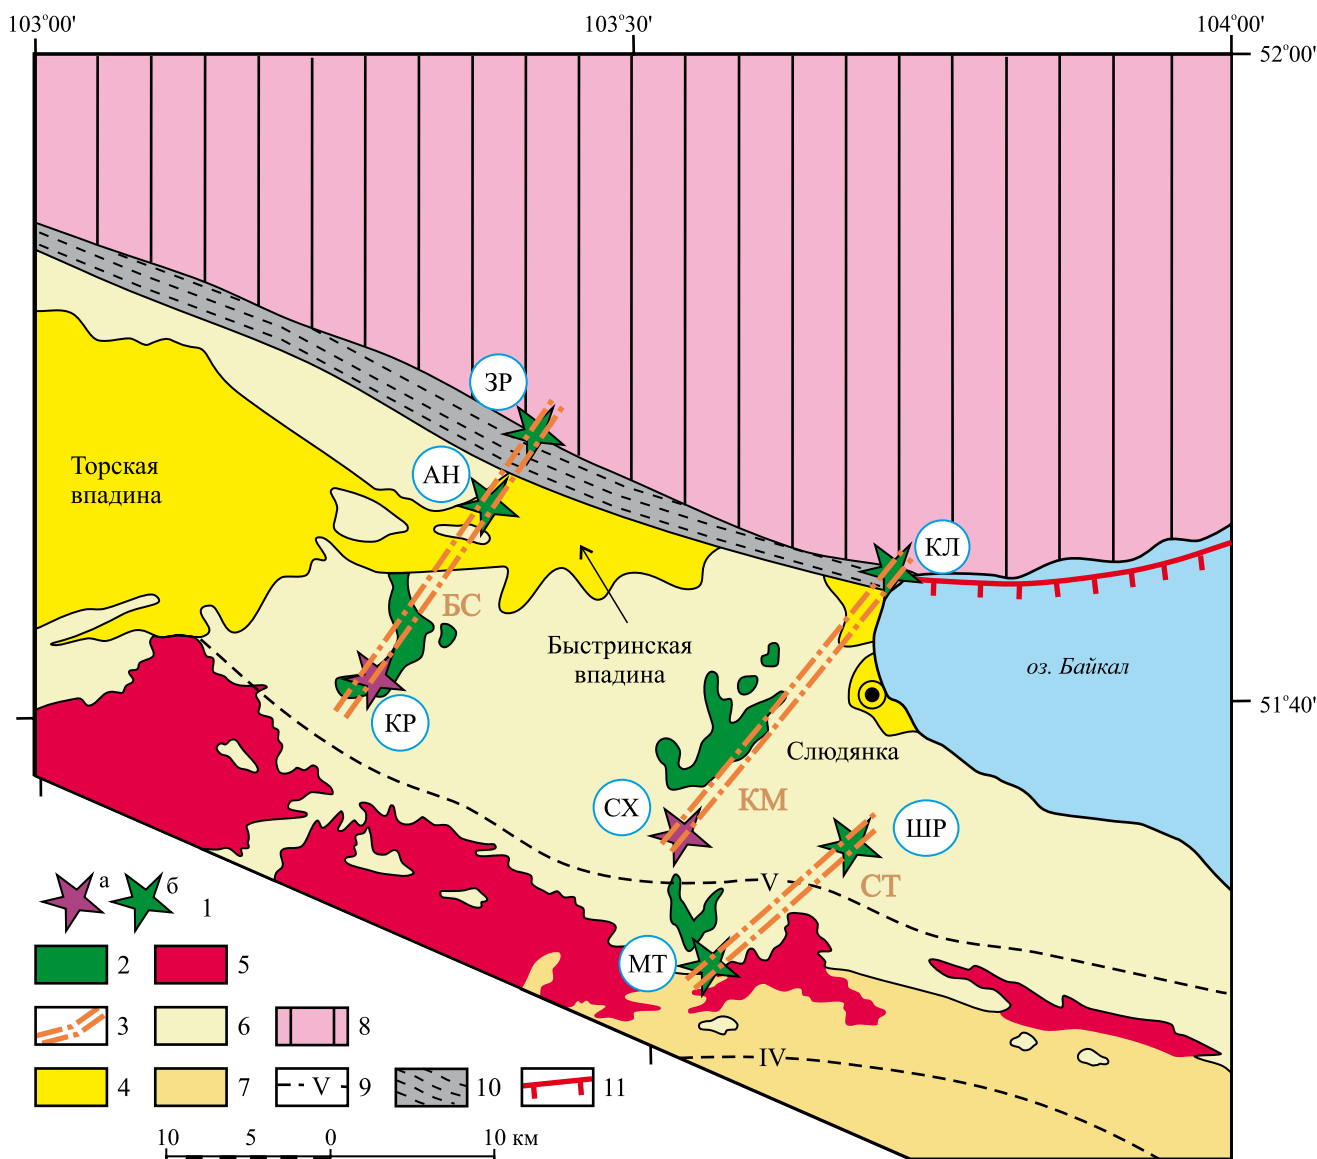 103°00'
103°30'
104°00'
52°00'
ЗР
АН
Торская
впадина
КЛ
БС
Быстринская
впадина
оз. Байкал
51°40'
КР
Слюдянка
СХ
КМ
ШР
V
СТ
МТ
IV
а
б
1
2
5
3
6
8
4
7
V
9
10
11
10
5
0
10 км